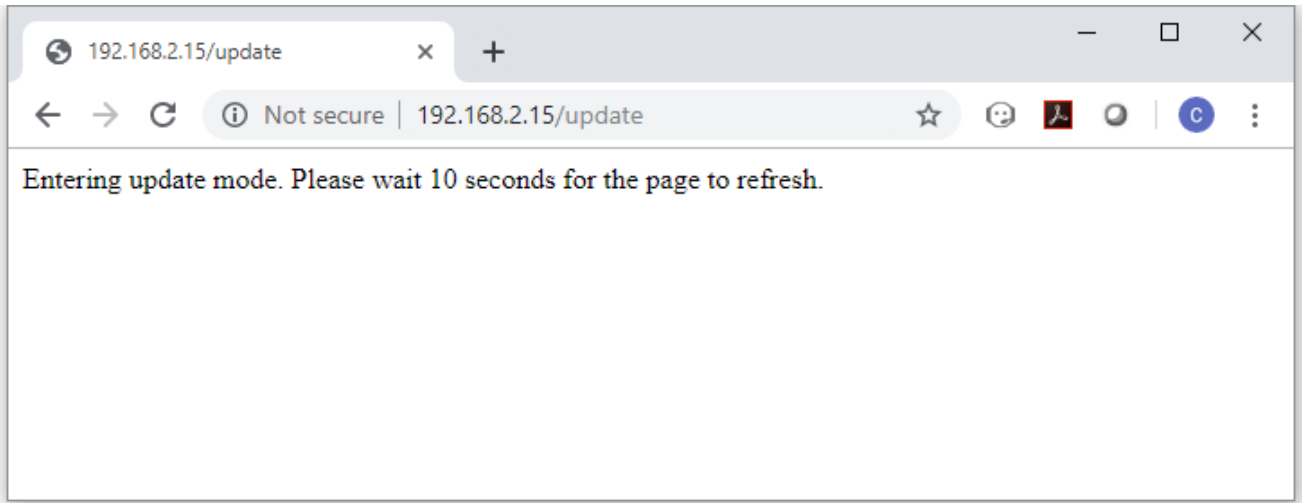 192.168.2.15/update
Not secure 192.168.2.15/update
C
Entering update mode. Please wait 10 seconds for the page to refresh.